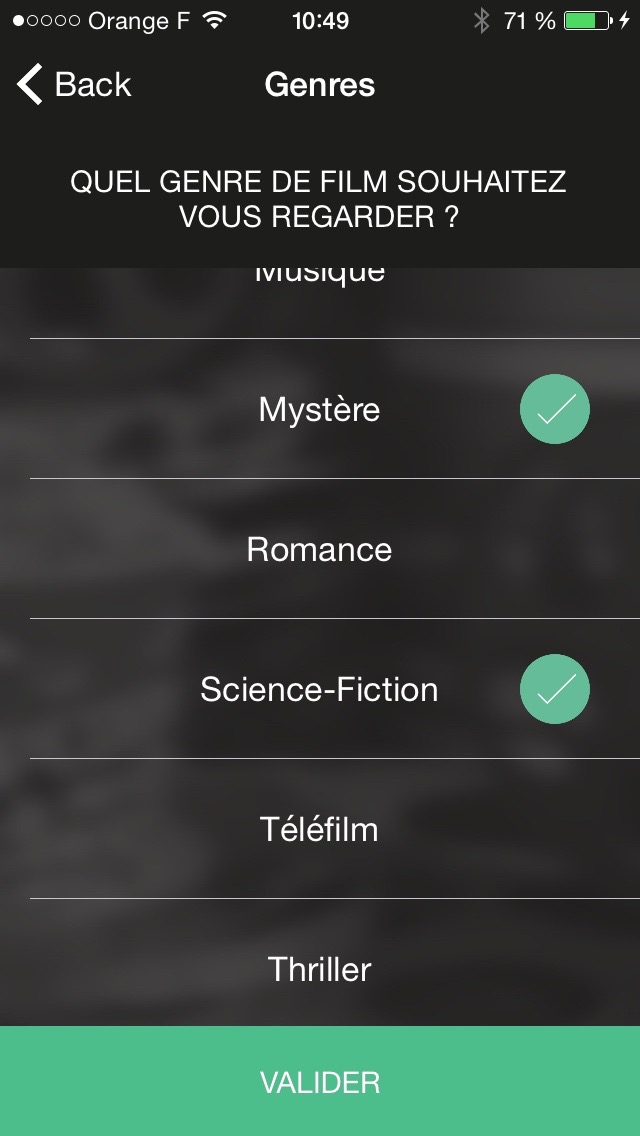 Orange F 10:49 71 %
Back Genres
QUEL GENRE DE FILM SOUHAITEZ
VOUS REGARDER ?
Musique
Mystère
Romance
Science-Fiction
Téléfilm
Thriller
VALIDER